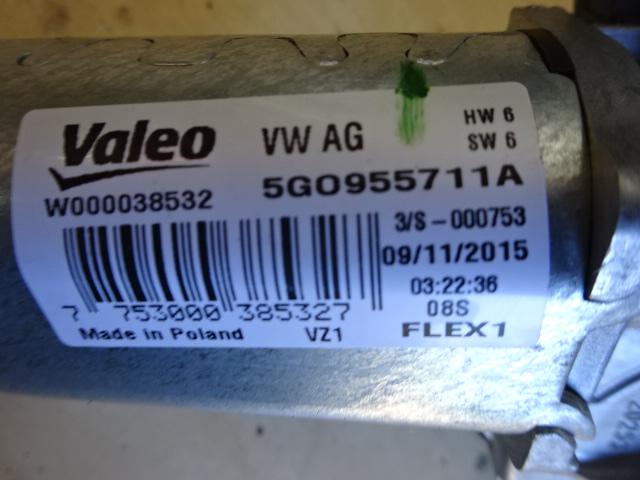 Valeo VW AG HW 6
SW 6
W000038532 5G0955711A
3/S-000753
09/11/2015
03:22:36
7 753000 385327 08S
Made in Poland VZ1 FLEX1